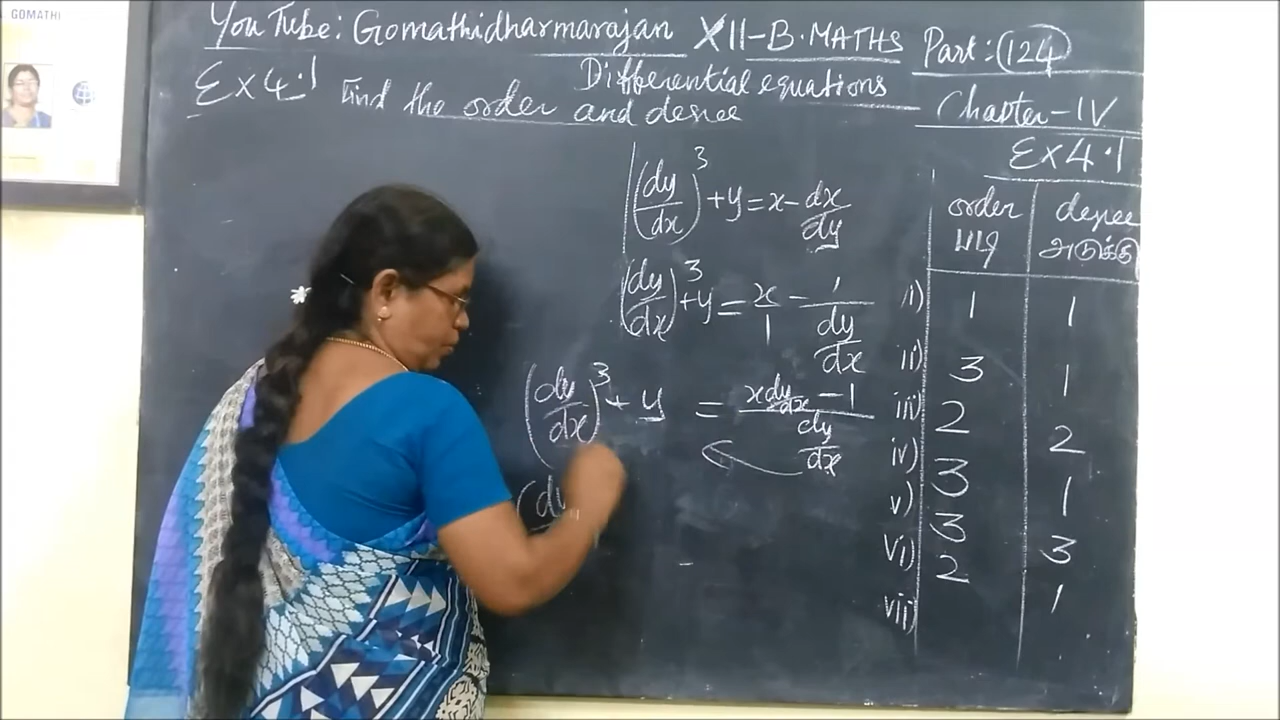 GOMATHI
YouTube: Gomathidharmarajan XII-B.MATHS Part:124
Differential equations
Ex 4.1 Find the order and degree Chapter-IV
Ex 4.1
order degree
படி அடுக்கு
(dy/dx)^3 + y = x - dx/dy
(dy/dx)^3 + y = x/1 - 1/(dy/dx)
(dy/dx)^3 + y = (x dy/dx - 1)/(dy/dx)
(dy
i) 1 1
ii) 3 1
iii) 2 2
iv) 3 1
v) 3 3
vi) 2 1
vii)